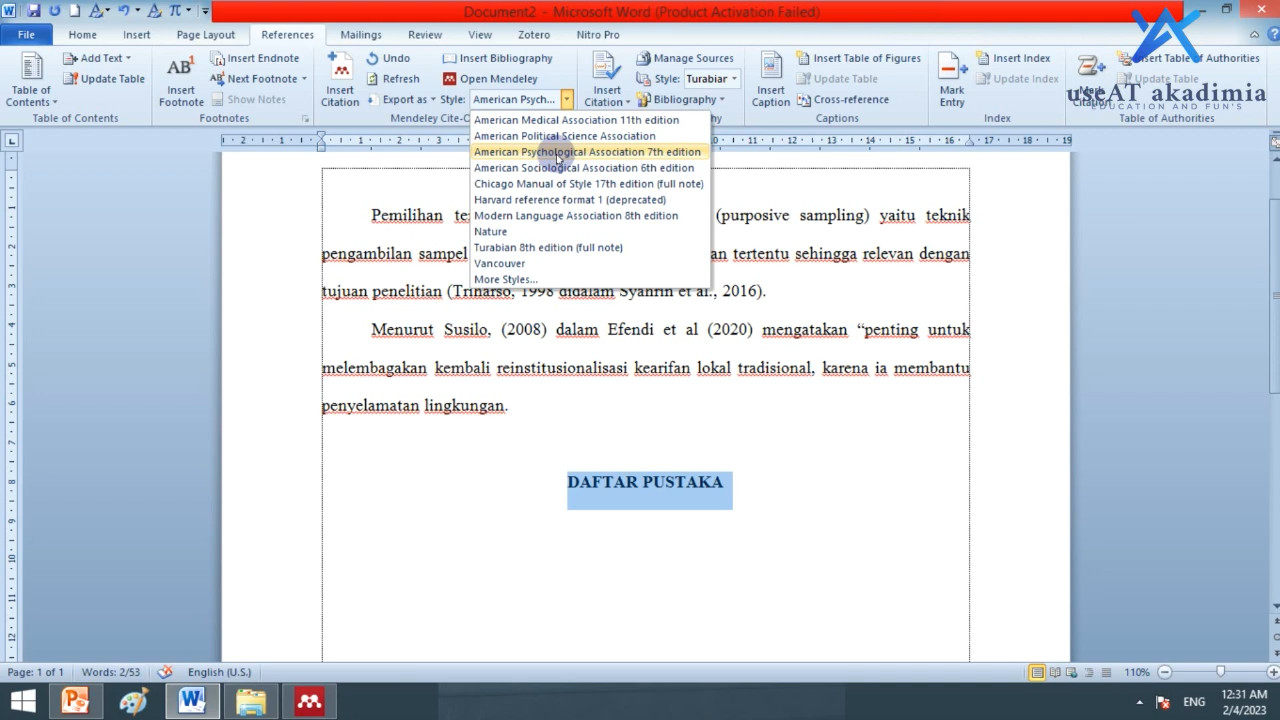 Document2 - Microsoft Word (Product Activation Failed)
File Home Insert Page Layout References Mailings Review View Zotero Nitro Pro
Table of Contents
Add Text
Update Table
Table of Contents
AB1
Insert Footnote
Insert Endnote
Next Footnote
Show Notes
Footnotes
Insert Citation
Undo
Refresh
Export as
Insert Bibliography
Open Mendeley
Style: American Psych...
Mendeley Cite-O
American Medical Association 11th edition
American Political Science Association
American Psychological Association 7th edition
American Sociological Association 6th edition
Chicago Manual of Style 17th edition (full note)
Harvard reference format 1 (deprecated)
Modern Language Association 8th edition
Nature
Turabian 8th edition (full note)
Vancouver
More Styles...
Insert Citation
Manage Sources
Style: Turabiar
Bibliography
Insert Caption
Insert Table of Figures
Update Table
Cross-reference
Captions
Mark Entry
Insert Index
Update Index
Index
Insert Table of Authorities
Update Table
Table of Authorities
useAT akadimia
EDUCATION AND FUN'S
Pemilihan (purposive sampling) yaitu teknik
pengambilan sampel tertentu sehingga relevan dengan
tujuan penelitian (Trinarso, 1998 didalam Syahrin et al., 2016).
Menurut Susilo, (2008) dalam Efendi et al (2020) mengatakan “penting untuk
melembagakan kembali reinstitusionalisasi kearifan lokal tradisional, karena ia membantu
penyelamatan lingkungan.
DAFTAR PUSTAKA
Page: 1 of 1 Words: 2/53 English (U.S.) 110%
ENG 12:31 AM
2/4/2023